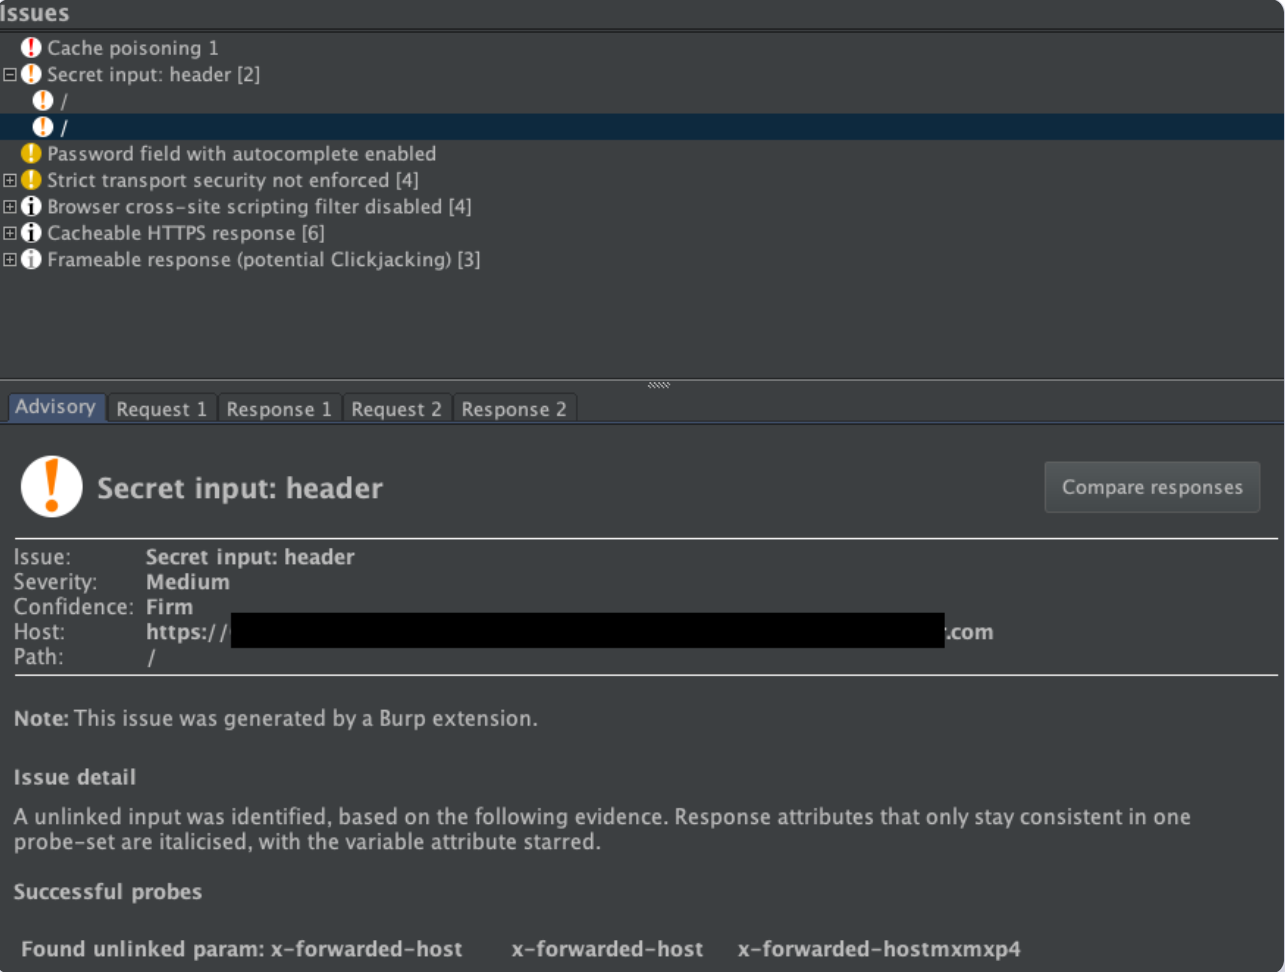 Issues
Cache poisoning 1
Secret input: header [2]
/
/
Password field with autocomplete enabled
Strict transport security not enforced [4]
Browser cross-site scripting filter disabled [4]
Cacheable HTTPS response [6]
Frameable response (potential Clickjacking) [3]
Advisory Request 1 Response 1 Request 2 Response 2
Secret input: header
Compare responses
Issue: Secret input: header
Severity: Medium
Confidence: Firm
Host: https:// .com
Path: /
Note: This issue was generated by a Burp extension.
Issue detail
A unlinked input was identified, based on the following evidence. Response attributes that only stay consistent in one
probe-set are italicised, with the variable attribute starred.
Successful probes
Found unlinked param: x-forwarded-host x-forwarded-host x-forwarded-hostmxmxp4